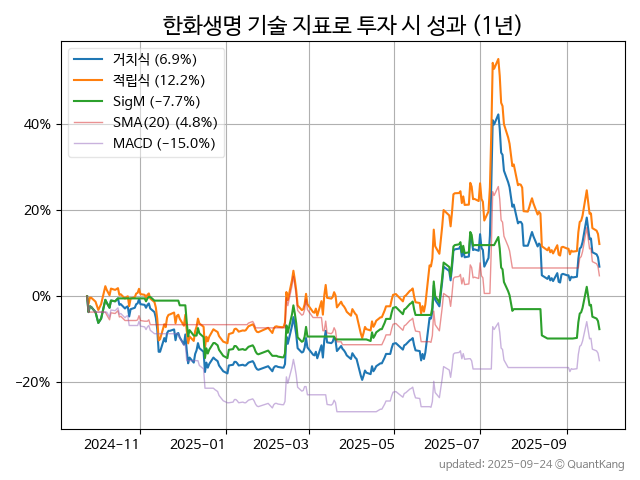 한화생명 기술 지표로 투자 시 성과 (1년)
거치식 (6.9%)
적립식 (12.2%)
SigM (−7.7%)
SMA(20) (4.8%)
MACD (−15.0%)
40%
20%
0%
−20%
2024-11 2025-01 2025-03 2025-05 2025-07 2025-09
updated: 2025-09-24 © QuantKang